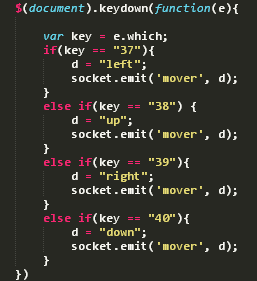 $(document).keydown(function(e){
var key = e.which;
if(key == "37"){
d = "left";
socket.emit('mover', d);
}
else if(key == "38") {
d = "up";
socket.emit('mover', d);
}
else if(key == "39"){
d = "right";
socket.emit('mover', d);
}
else if(key == "40"){
d = "down";
socket.emit('mover', d);
}
})